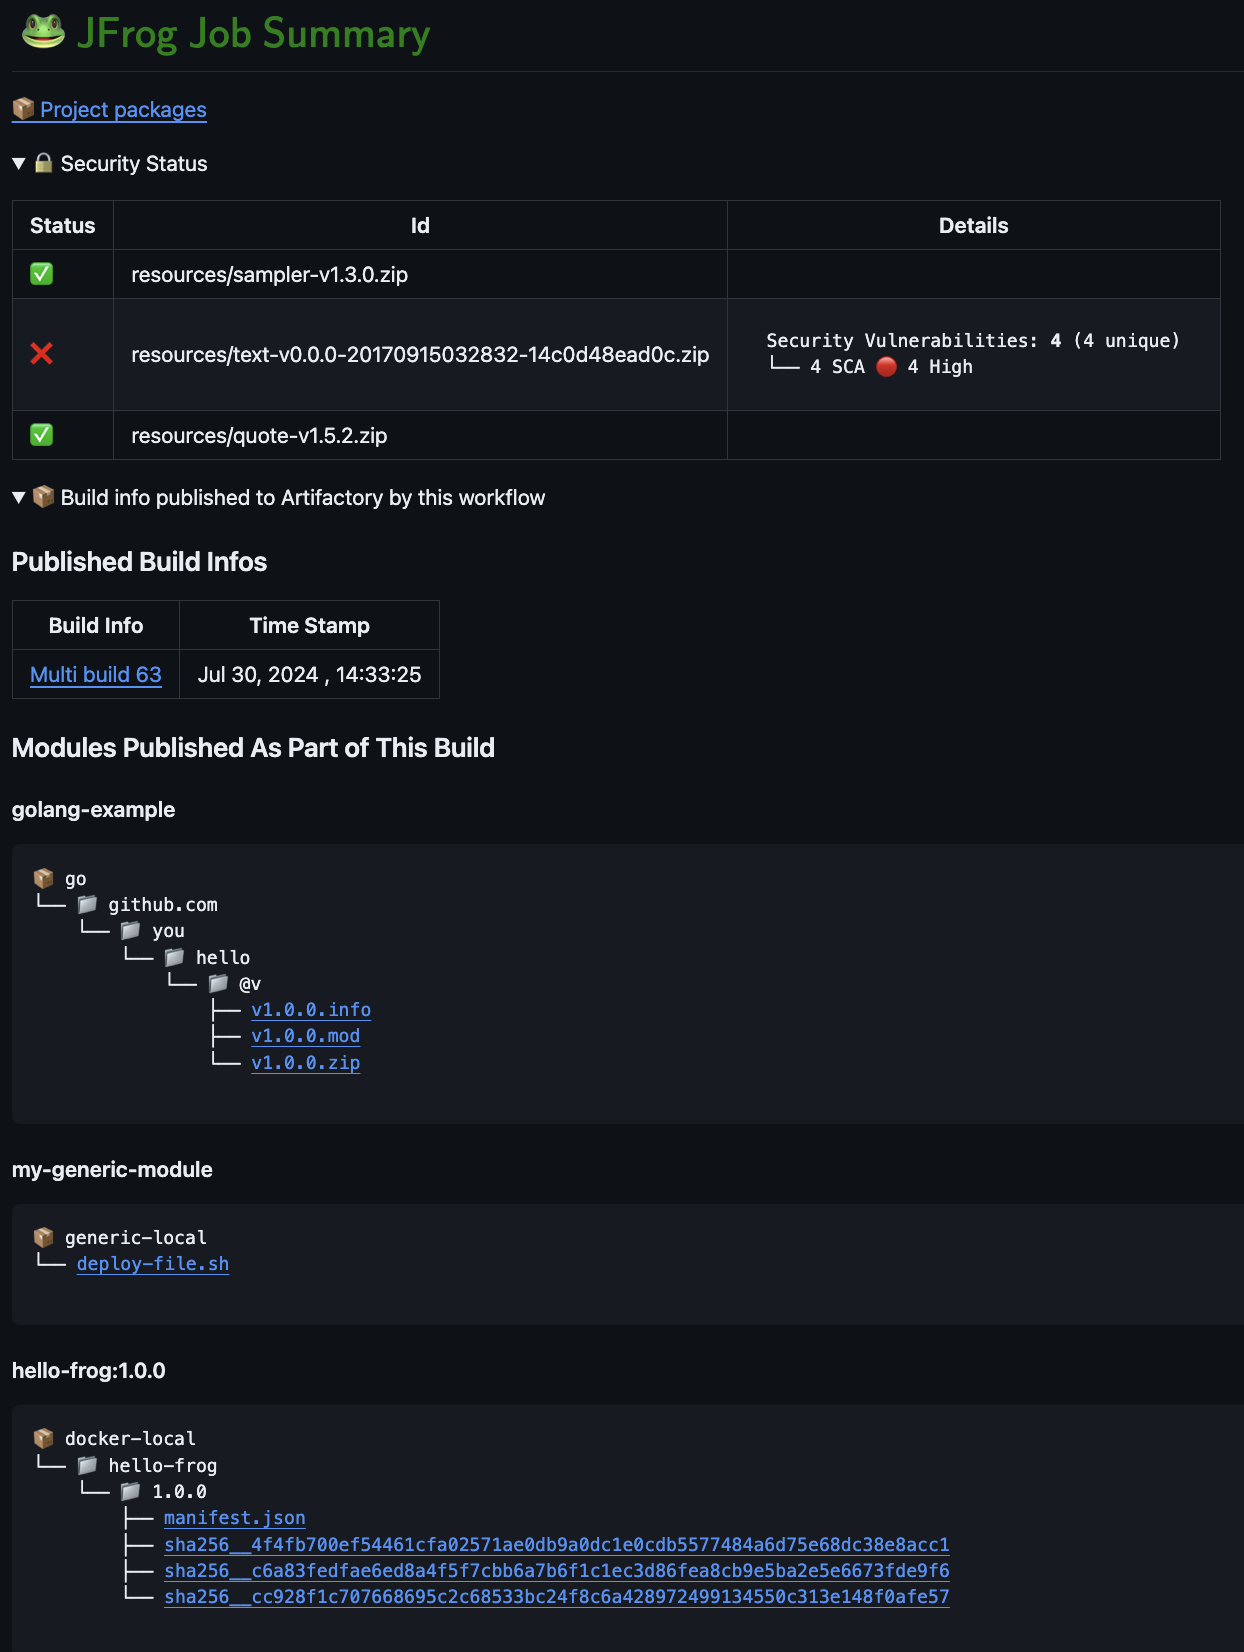 JFrog Job Summary
Project packages
Security Status
Status Id Details
resources/sampler-v1.3.0.zip
resources/text-v0.0.0-20170915032832-14c0d48ead0c.zip
Security Vulnerabilities: 4 (4 unique)
└── 4 SCA 🔴 4 High
resources/quote-v1.5.2.zip
Build info published to Artifactory by this workflow
Published Build Infos
Build Info Time Stamp
Multi build 63 Jul 30, 2024 , 14:33:25
Modules Published As Part of This Build
golang-example
go
github.com
you
hello
@v
v1.0.0.info
v1.0.0.mod
v1.0.0.zip
my-generic-module
generic-local
deploy-file.sh
hello-frog:1.0.0
docker-local
hello-frog
1.0.0
manifest.json
sha256__4f4fb700ef54461cfa02571ae0db9a0dc1e0cdb5577484a6d75e68dc38e8acc1
sha256__c6a83fedfae6ed8a4f5f7cbb6a7b6f1c1ec3d86fea8cb9e5ba2e5e6673fde9f6
sha256__cc928f1c707668695c2c68533bc24f8c6a428972499134550c313e148f0afe57